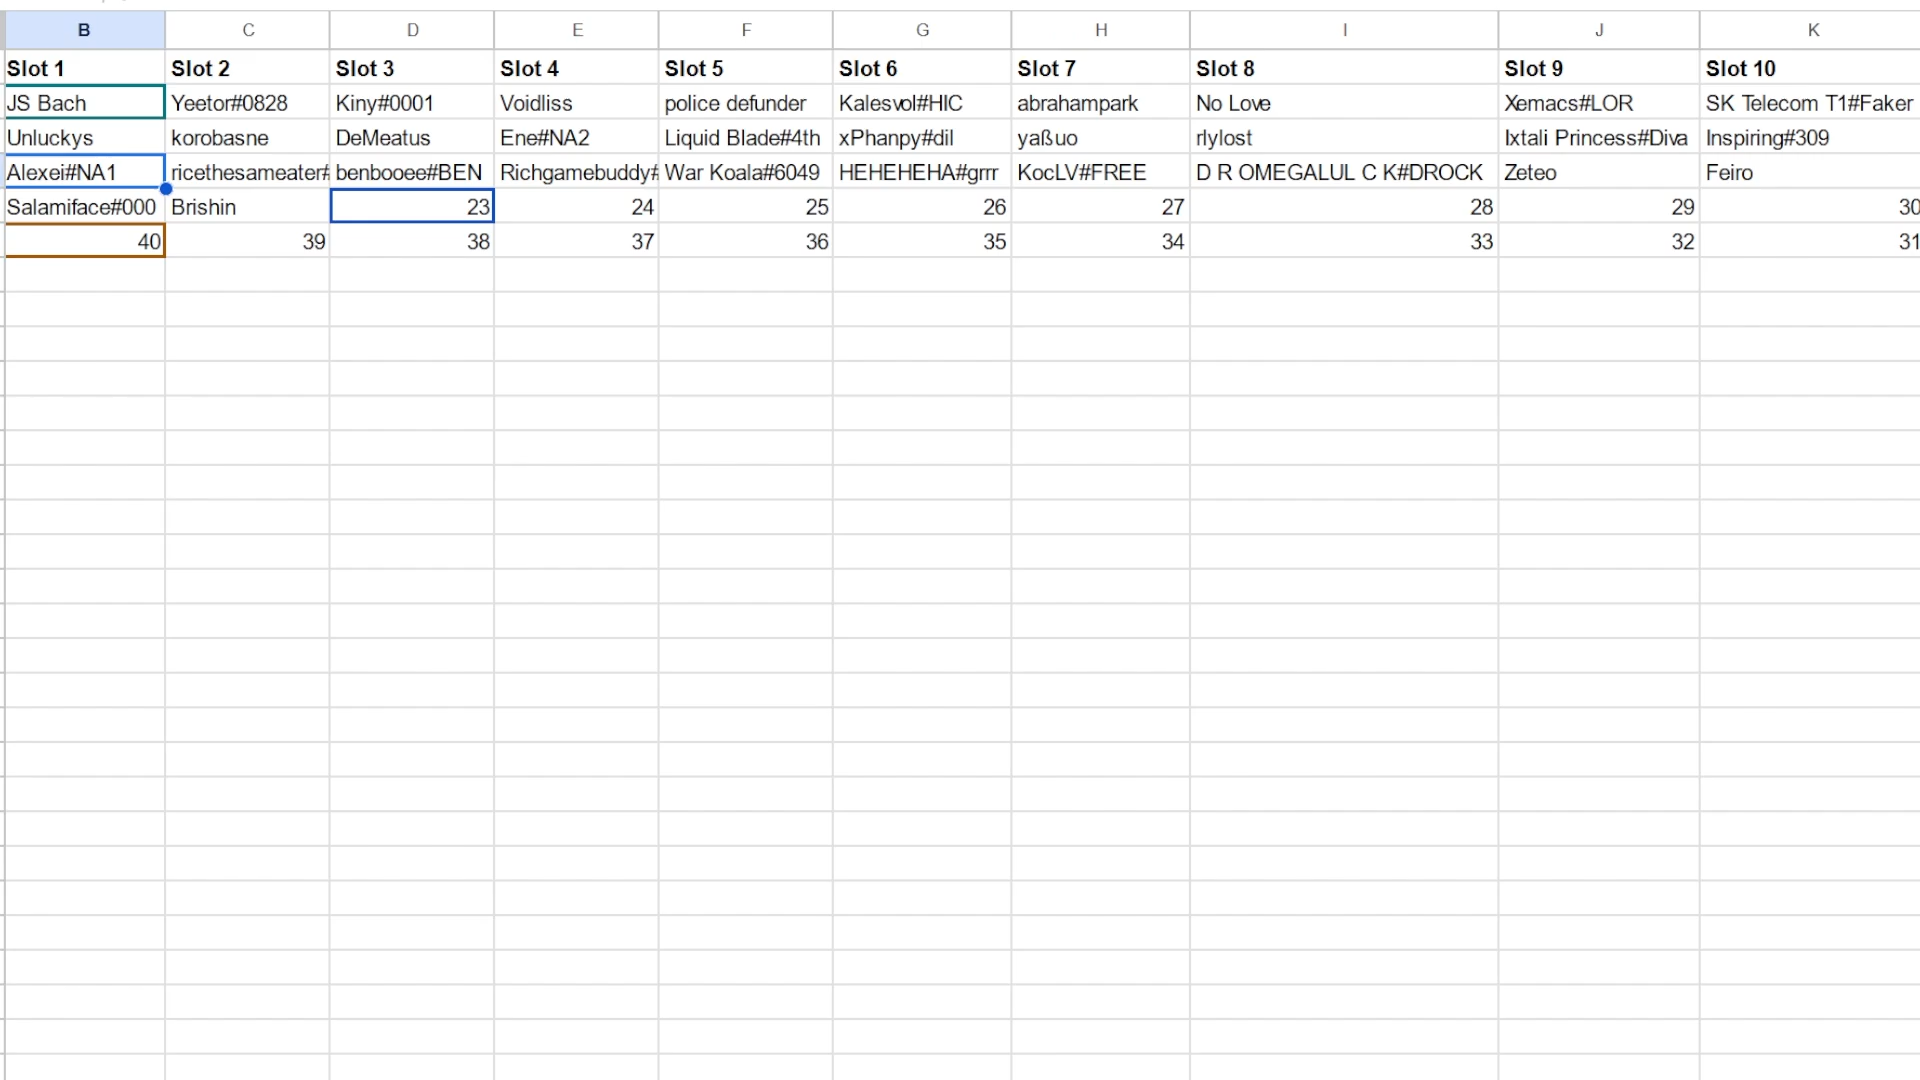 B C D E F G H I J K
Slot 1 Slot 2 Slot 3 Slot 4 Slot 5 Slot 6 Slot 7 Slot 8 Slot 9 Slot 10
JS Bach Yeetor#0828 Kiny#0001 Voidliss police defunder Kalesvol#HIC abrahampark No Love Xemacs#LOR SK Telecom T1#Faker
Unluckys korobasne DeMeatus Ene#NA2 Liquid Blade#4th xPhanpy#dil yaßuo rlylost Ixtali Princess#Diva Inspiring#309
Alexei#NA1 ricethesameater# benbooee#BEN Richgamebuddy# War Koala#6049 HEHEHEHA#grrr KocLV#FREE D R OMEGALUL C K#DROCK Zeteo Feiro
Salamiface#000 Brishin 23 24 25 26 27 28 29 30
40 39 38 37 36 35 34 33 32 31